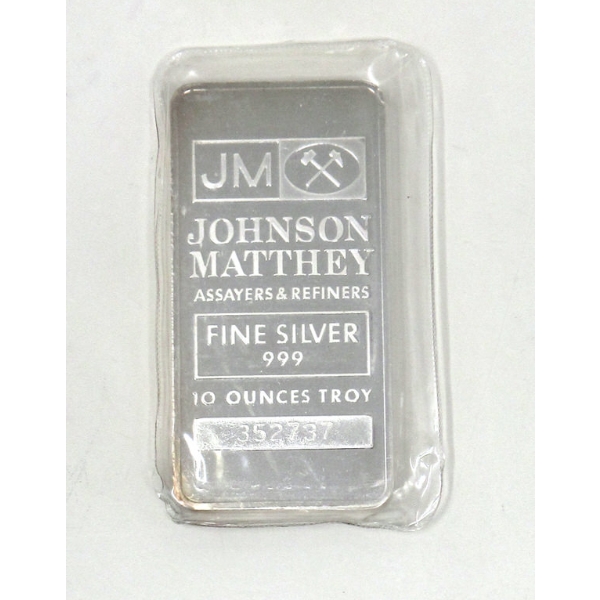 JM
JOHNSON
MATTHEY
ASSAYERS & REFINERS
FINE SILVER
999
10 OUNCES TROY
352737